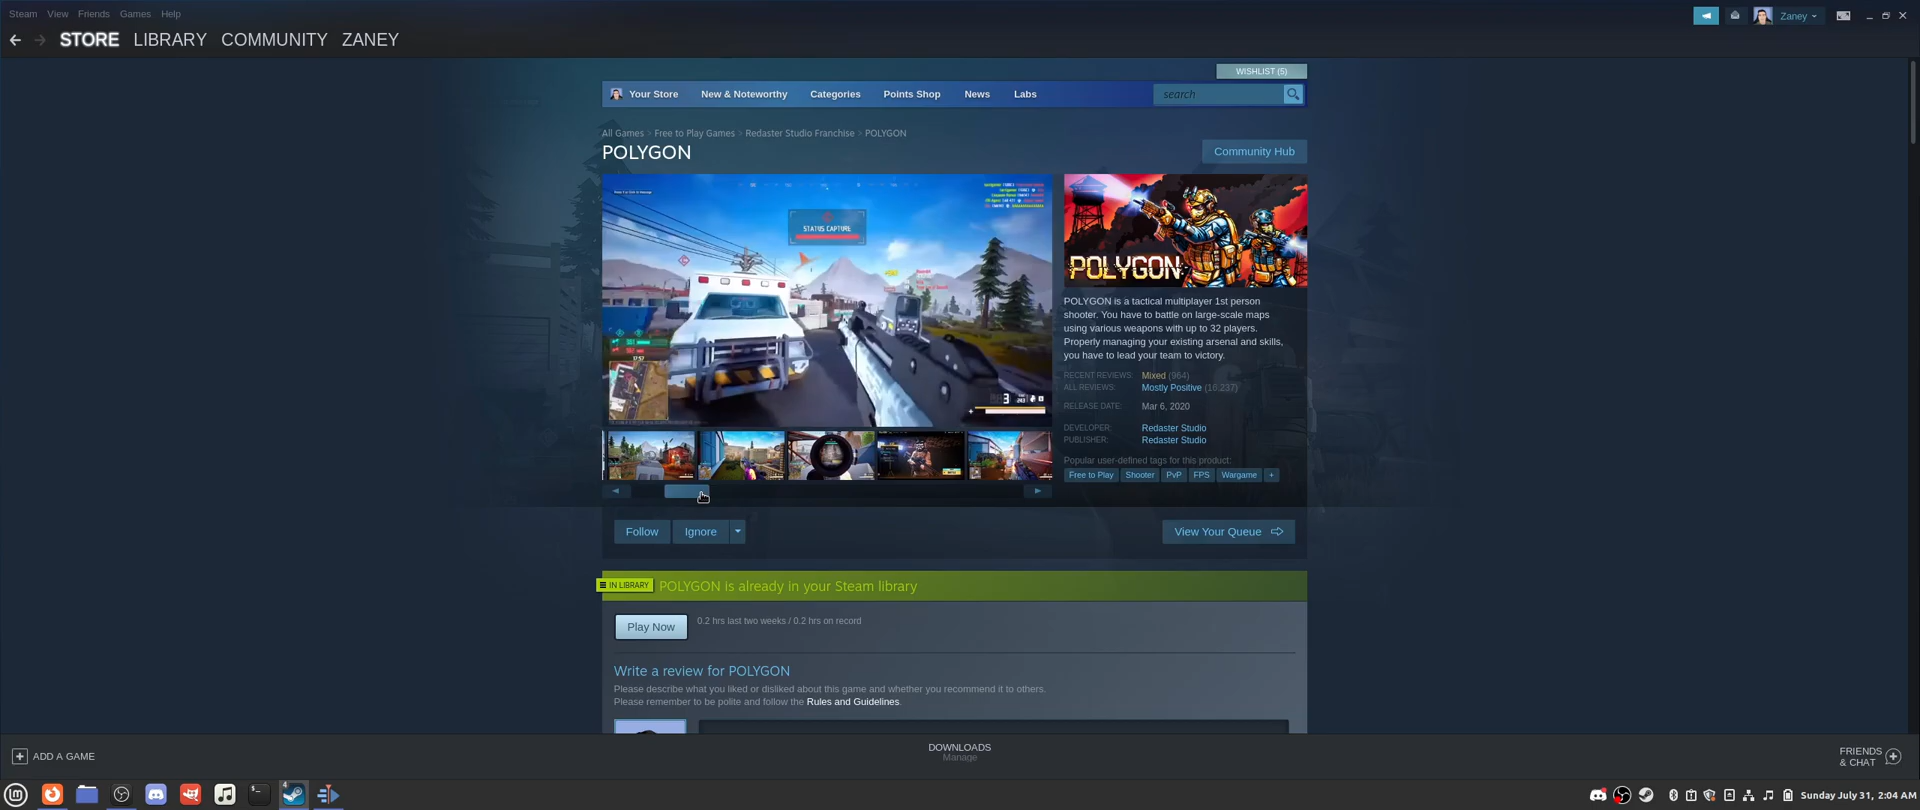 Steam View Friends Games Help
Zaney
STORE LIBRARY COMMUNITY ZANEY
WISHLIST (5)
Your Store New & Noteworthy Categories Points Shop News Labs search
All Games > Free to Play Games > Redaster Studio Franchise > POLYGON
POLYGON
Community Hub
STATUS CAPTURE
POLYGON
POLYGON is a tactical multiplayer 1st person
shooter. You have to battle on large-scale maps
using various weapons with up to 32 players.
Properly managing your existing arsenal and skills,
you have to lead your team to victory.
RECENT REVIEWS: Mixed (964)
ALL REVIEWS: Mostly Positive (16,237)
RELEASE DATE: Mar 6, 2020
DEVELOPER: Redaster Studio
PUBLISHER: Redaster Studio
Popular user-defined tags for this product:
Free to Play Shooter PvP FPS Wargame +
Follow Ignore
View Your Queue
IN LIBRARY POLYGON is already in your Steam library
Play Now 0.2 hrs last two weeks / 0.2 hrs on record
Write a review for POLYGON
Please describe what you liked or disliked about this game and whether you recommend it to others.
Please remember to be polite and follow the Rules and Guidelines.
ADD A GAME
DOWNLOADS
Manage
FRIENDS
& CHAT
4
Sunday July 31, 2:04 AM